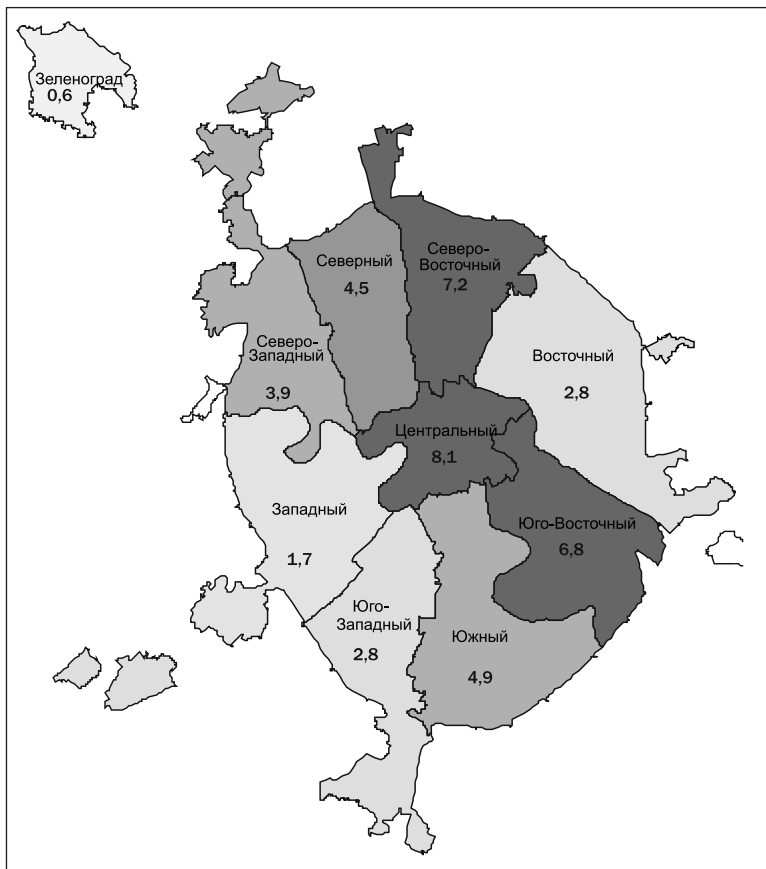 Зеленоград
0,6
Северный
4,5
Северо-
Восточный
7,2
Северо-
Западный
3,9
Восточный
2,8
Центральный
8,1
Западный
1,7
Юго-Восточный
6,8
Юго-
Западный
2,8
Южный
4,9